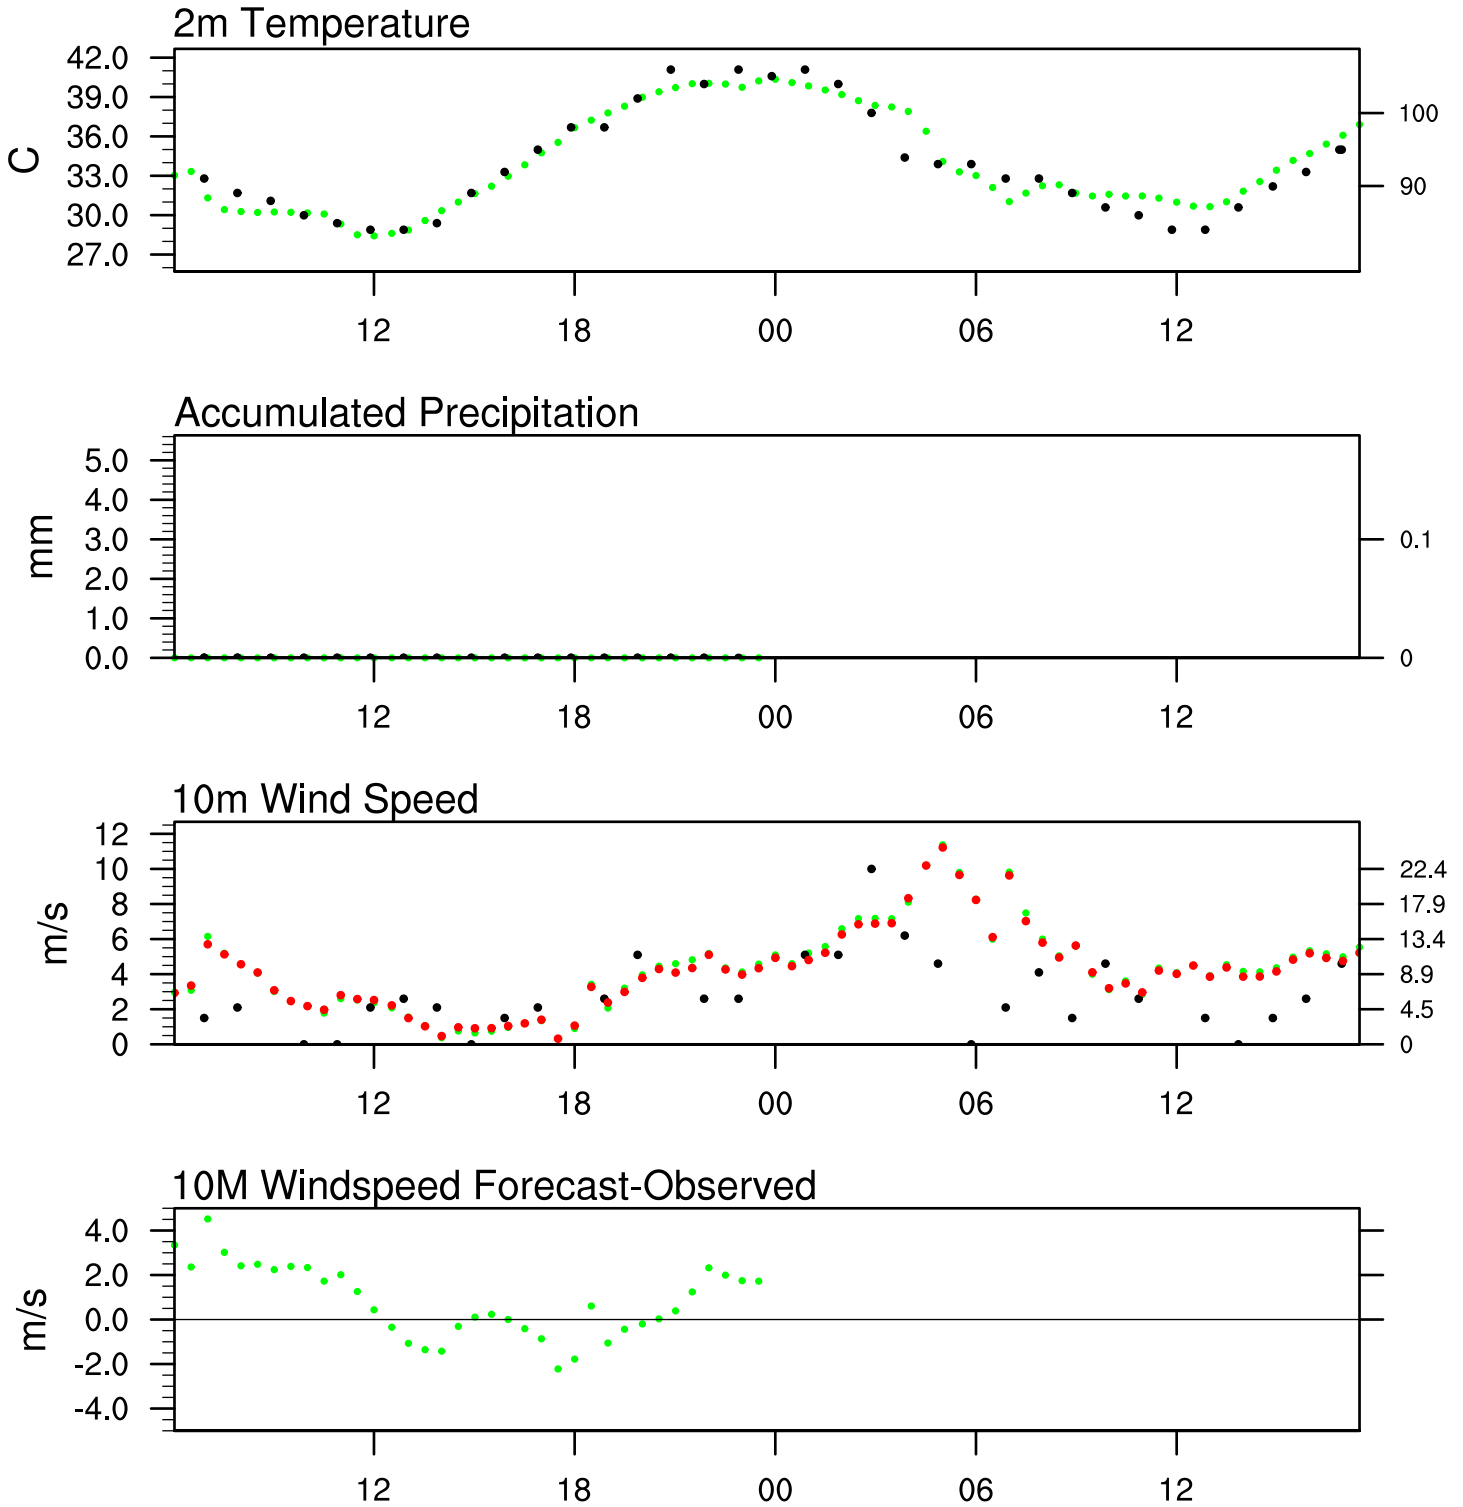 2m Temperature
42.0
39.0
36.0
33.0
30.0
27.0
C
100
90
12 18 00 06 12
Accumulated Precipitation
5.0
4.0
3.0
2.0
1.0
0.0
mm
0.1
0
12 18 00 06 12
10m Wind Speed
12
10
8
6
4
2
0
m/s
22.4
17.9
13.4
8.9
4.5
0
12 18 00 06 12
10M Windspeed Forecast-Observed
4.0
2.0
0.0
-2.0
-4.0
m/s
12 18 00 06 12